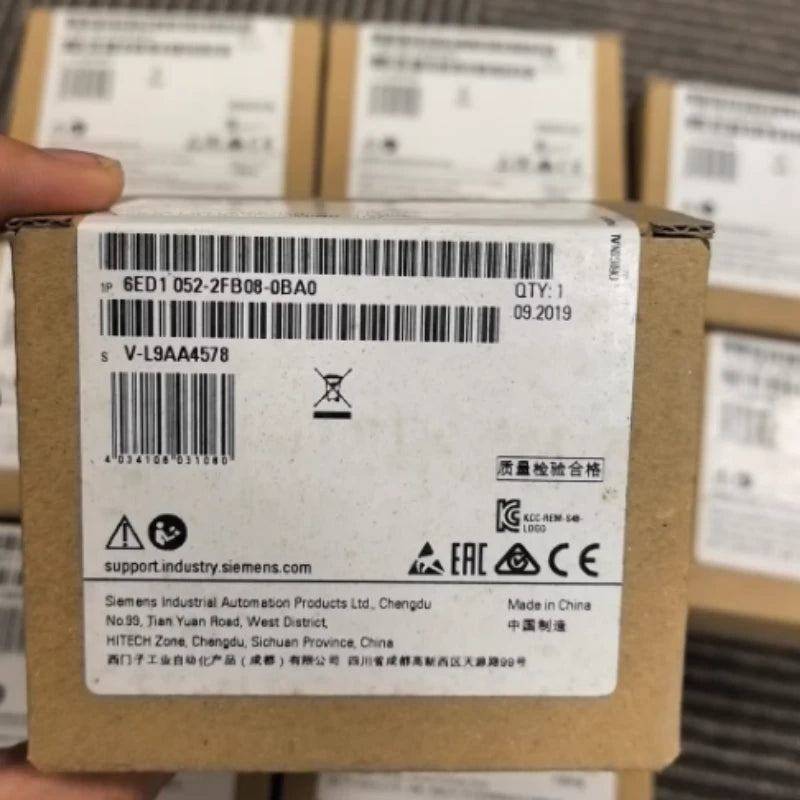 1P 6ED1 052-2FB08-0BA0
QTY: 1
09.2019
ORIGINAL
S V-L9AA4578
4 034108 031080
质量检验合格
KCC-REM-S49-
LOGO
support.industry.siemens.com
EAC CE
Siemens Industrial Automation Products Ltd., Chengdu
No.99, Tian Yuan Road, West District,
HITECH Zone, Chengdu, Sichuan Province, China
西门子工业自动化产品（成都）有限公司 四川省成都高新西区天源路99号
Made in China
中国制造